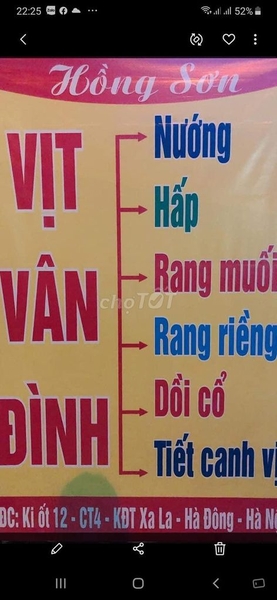 22:25
52%
Hồng Sơn
VỊT
VÂN
ĐÌNH
Nướng
Hấp
Rang muối
Rang riềng
Dồi cổ
Tiết canh vị
chợTỐT
ĐC: Ki ốt 12 - CT4 - KĐT Xa La - Hà Đông - Hà Nộ